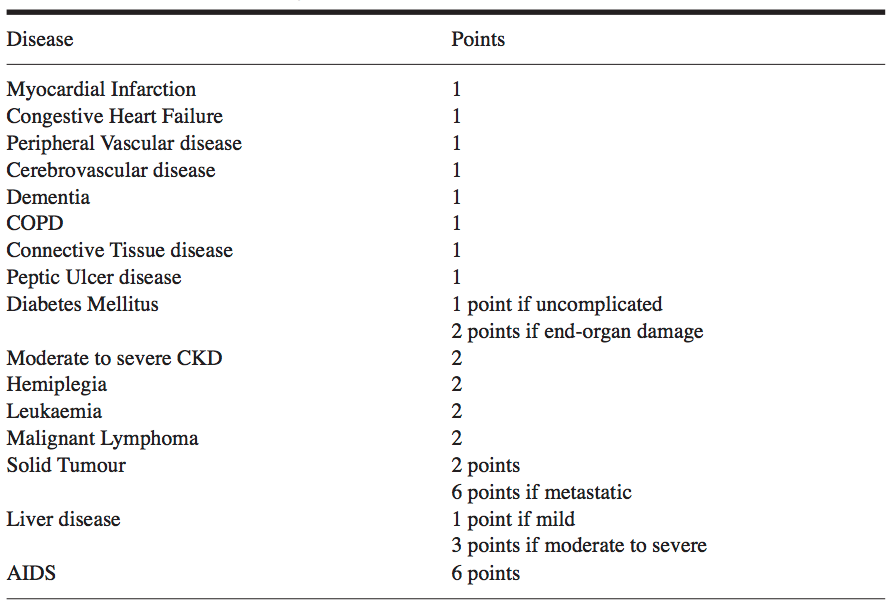 Disease Points
Myocardial Infarction 1
Congestive Heart Failure 1
Peripheral Vascular disease 1
Cerebrovascular disease 1
Dementia 1
COPD 1
Connective Tissue disease 1
Peptic Ulcer disease 1
Diabetes Mellitus 1 point if uncomplicated
2 points if end-organ damage
Moderate to severe CKD 2
Hemiplegia 2
Leukaemia 2
Malignant Lymphoma 2
Solid Tumour 2 points
6 points if metastatic
Liver disease 1 point if mild
3 points if moderate to severe
AIDS 6 points